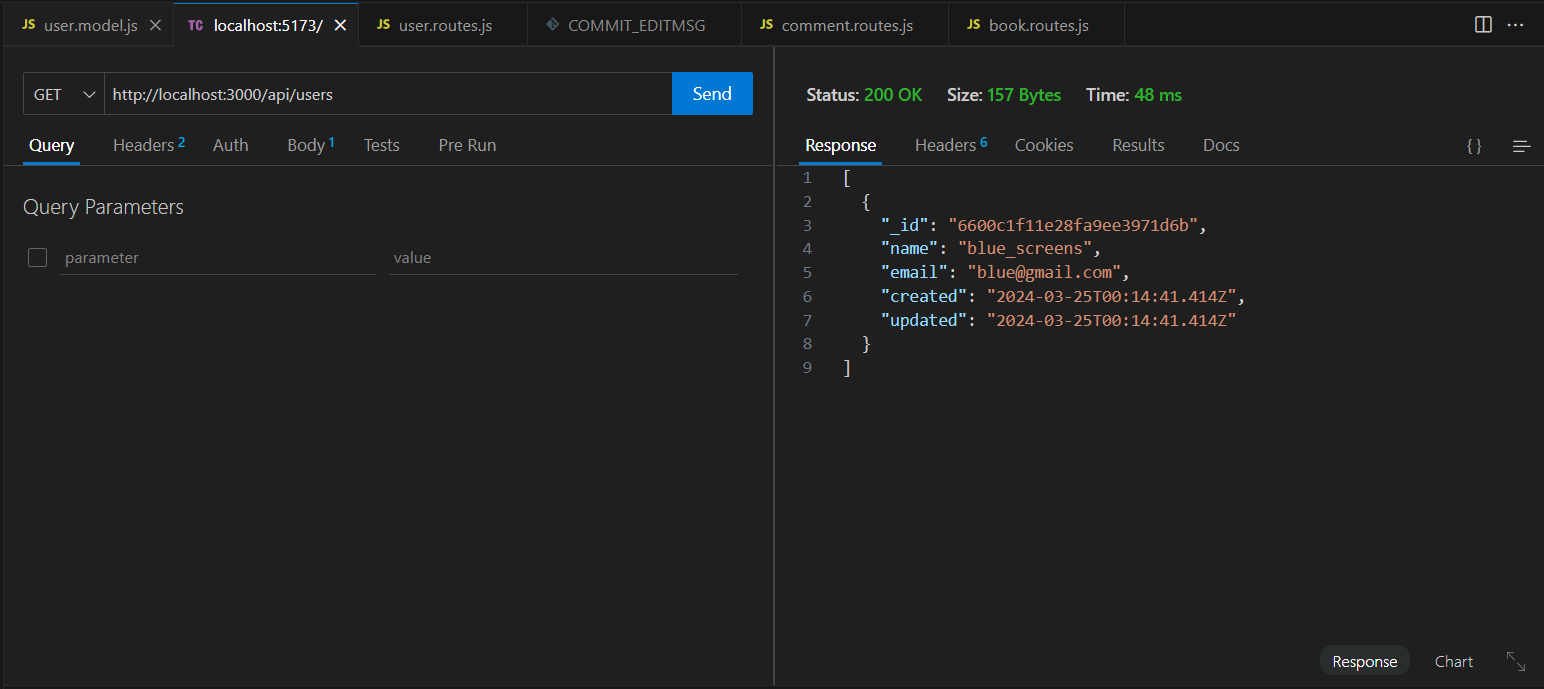 JS user.model.js
TC localhost:5173/
JS user.routes.js
COMMIT_EDITMSG
JS comment.routes.js
JS book.routes.js
GET
http://localhost:3000/api/users
Send
Query
Headers 2
Auth
Body 1
Tests
Pre Run
Query Parameters
parameter
value
Status: 200 OK
Size: 157 Bytes
Time: 48 ms
Response
Headers 6
Cookies
Results
Docs
{}
1 [
2 {
3 "_id": "6600c1f11e28fa9ee3971d6b",
4 "name": "blue_screens",
5 "email": "blue@gmail.com",
6 "created": "2024-03-25T00:14:41.414Z",
7 "updated": "2024-03-25T00:14:41.414Z"
8 }
9 ]
Response
Chart